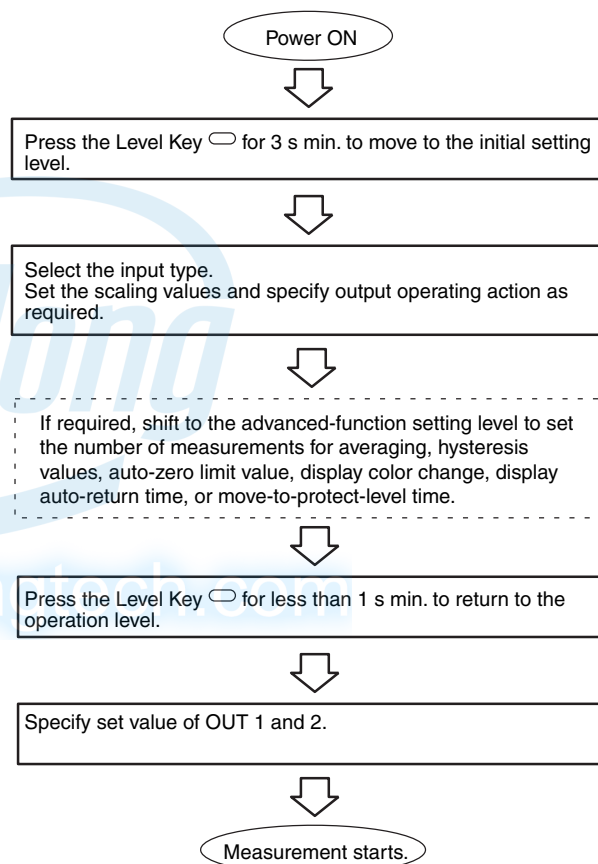 Power ON
Press the Level Key for 3 s min. to move to the initial setting
level.
Select the input type.
Set the scaling values and specify output operating action as
required.
If required, shift to the advanced-function setting level to set
the number of measurements for averaging, hysteresis
values, auto-zero limit value, display color change, display
auto-return time, or move-to-protect-level time.
Press the Level Key for less than 1 s min. to return to the
operation level.
Specify set value of OUT 1 and 2.
Measurement starts.